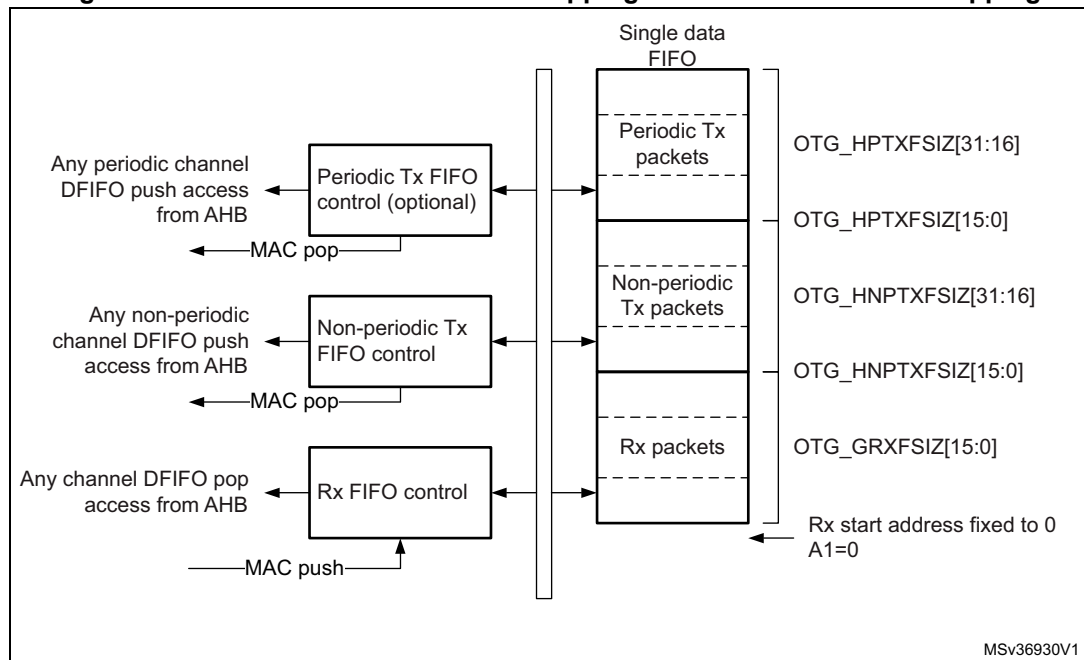 Single data
FIFO
Periodic Tx
packets
OTG_HPTXFSIZ[31:16]
Any periodic channel
DFIFO push access
from AHB
Periodic Tx FIFO
control (optional)
MAC pop
OTG_HPTXFSIZ[15:0]
Non-periodic
Tx packets
OTG_HNPTXFSIZ[31:16]
Any non-periodic
channel DFIFO push
access from AHB
Non-periodic Tx
FIFO control
MAC pop
OTG_HNPTXFSIZ[15:0]
Rx packets
OTG_GRXFSIZ[15:0]
Any channel DFIFO pop
access from AHB
Rx FIFO control
Rx start address fixed to 0
A1=0
MAC push
MSv36930V1